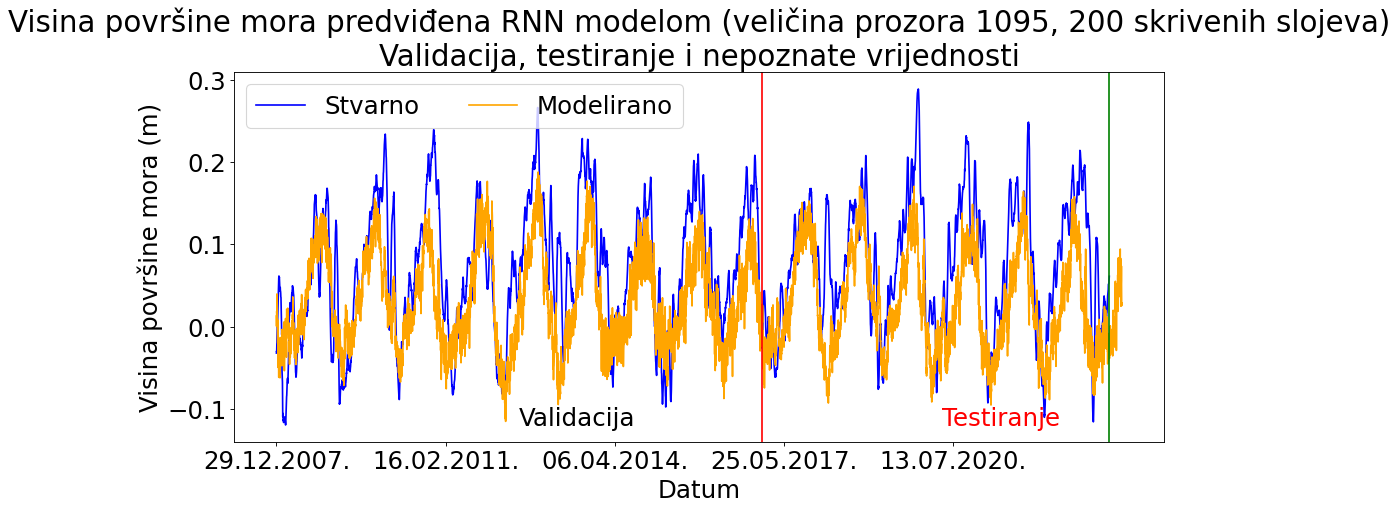 Visina površine mora predviđena RNN modelom (veličina prozora 1095, 200 skrivenih slojeva)
Validacija, testiranje i nepoznate vrijednosti
Stvarno Modelirano
Visina površine mora (m)
0.3
0.2
0.1
0.0
−0.1
Validacija
Testiranje
29.12.2007. 16.02.2011. 06.04.2014. 25.05.2017. 13.07.2020.
Datum